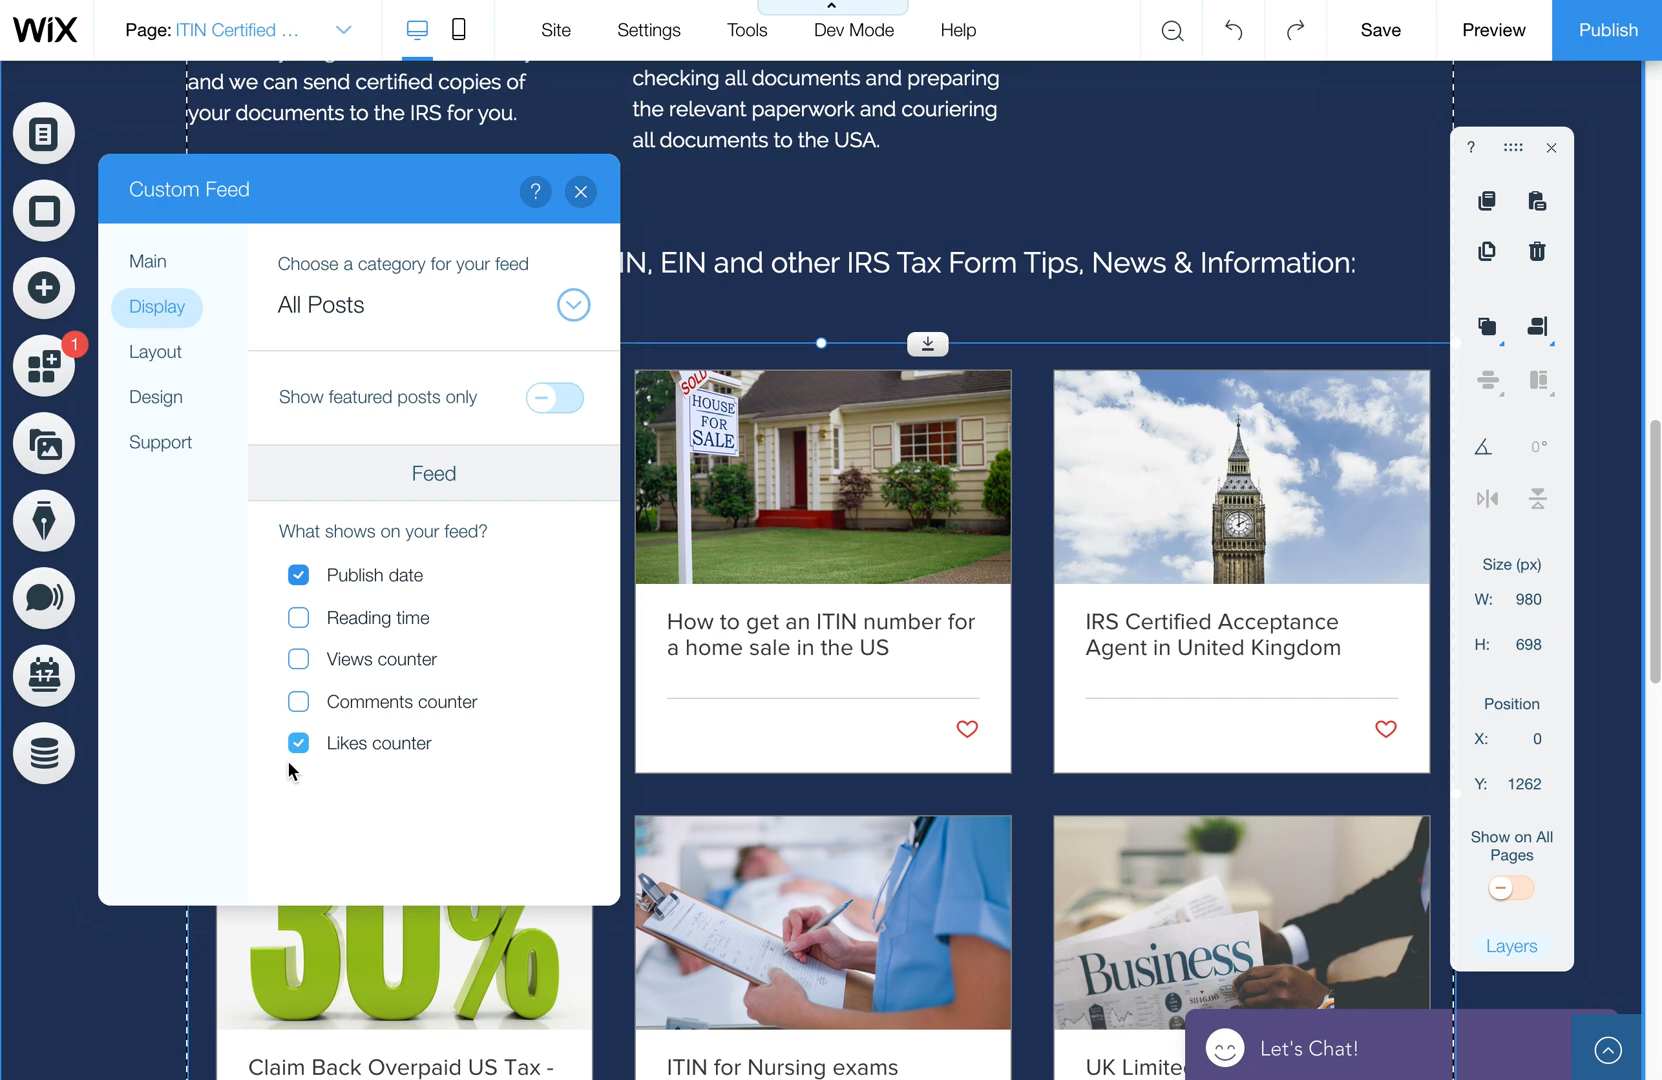 WiX
Page: ITIN Certified ...
Site
Settings
Tools
Dev Mode
Help
Save
Preview
Publish
and we can send certified copies of
your documents to the IRS for you.
checking all documents and preparing
the relevant paperwork and couriering
all documents to the USA.
Custom Feed
?
Main
Display
Layout
Design
Support
Choose a category for your feed
All Posts
Show featured posts only
Feed
What shows on your feed?
Publish date
Reading time
Views counter
Comments counter
Likes counter
1
17
IN, EIN and other IRS Tax Form Tips, News & Information:
SOLD
HOUSE
FOR
SALE
How to get an ITIN number for
a home sale in the US
IRS Certified Acceptance
Agent in United Kingdom
30%
Business
Claim Back Overpaid US Tax -
ITIN for Nursing exams
UK Limite
Let's Chat!
?
0°
Size (px)
W: 980
H: 698
Position
X: 0
Y: 1262
Show on All
Pages
Layers